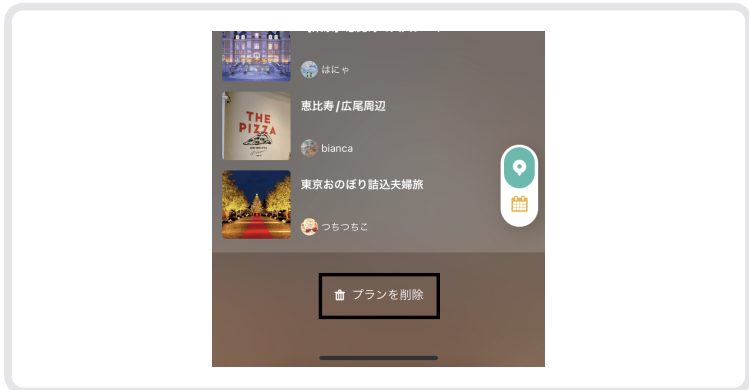 はにゃ
THE
PIZZA
恵比寿/広尾周辺
bianca
東京おのぼり詰込夫婦旅
つちつちこ
プランを削除